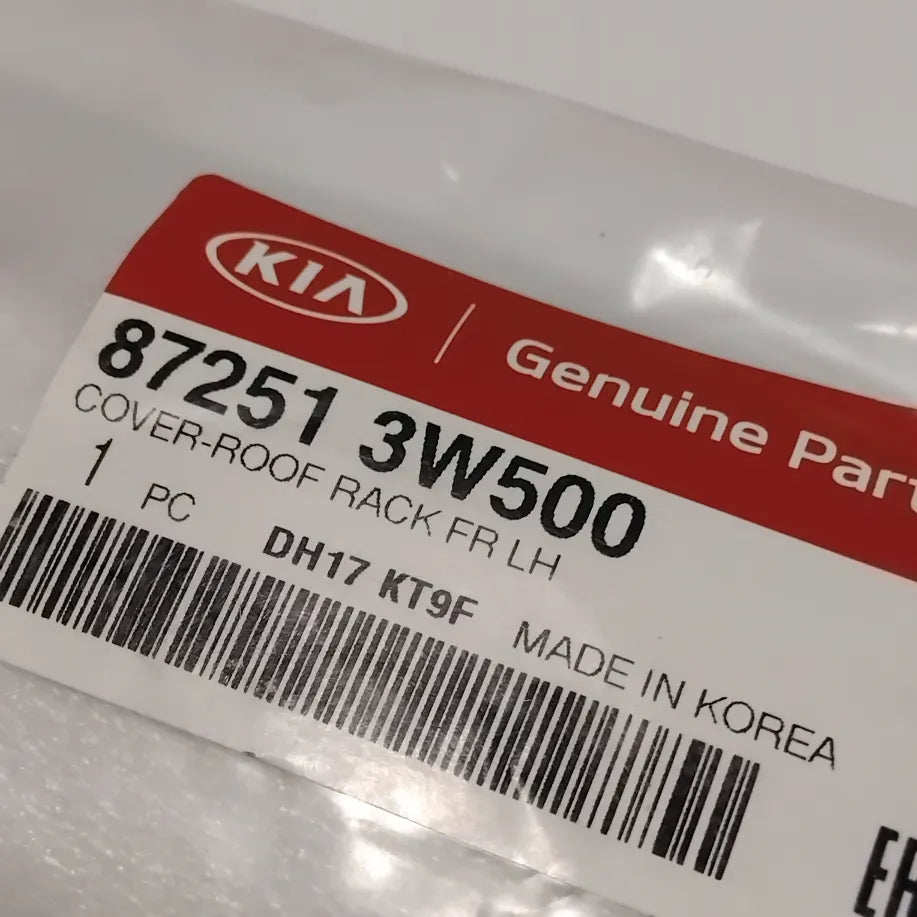 KIA | Genuine Part
87251 3W500
COVER-ROOF RACK FR LH
1 PC
DH17 KT9F
MADE IN KOREA